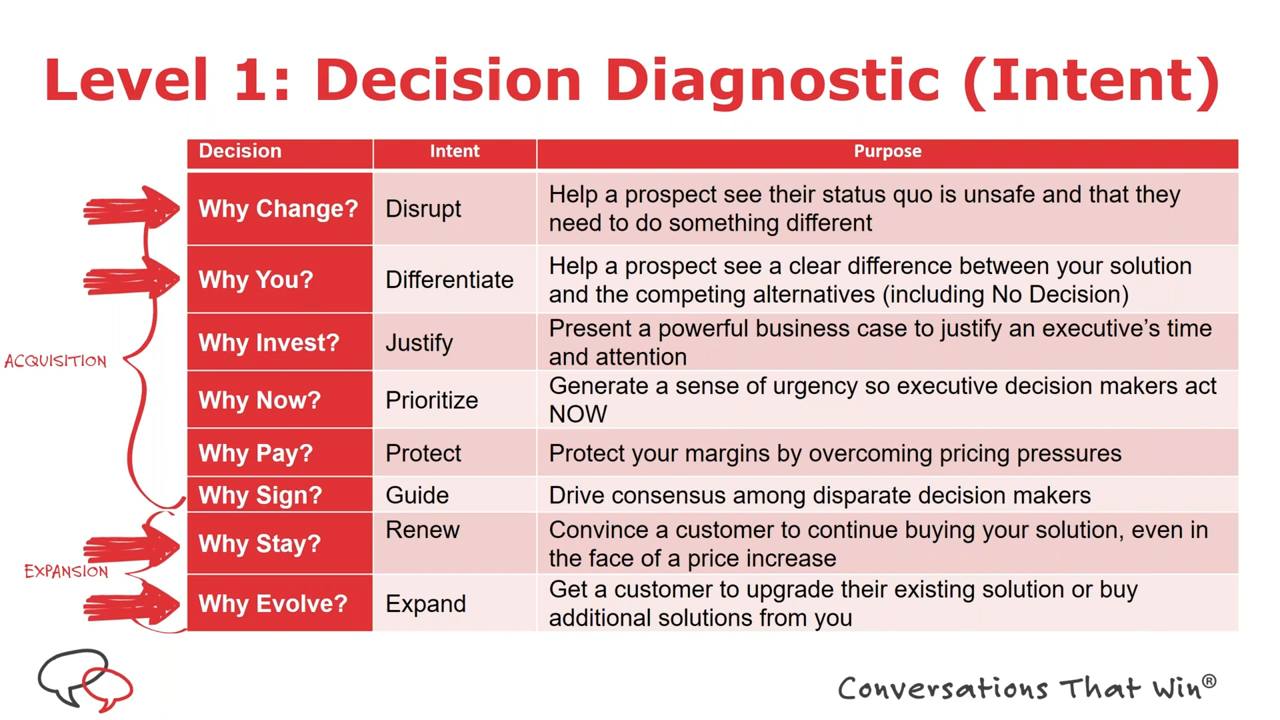 Level 1: Decision Diagnostic (Intent)
Decision Intent Purpose
Why Change? Disrupt Help a prospect see their status quo is unsafe and that they
need to do something different
Why You? Differentiate Help a prospect see a clear difference between your solution
and the competing alternatives (including No Decision)
Why Invest? Justify Present a powerful business case to justify an executive’s time
and attention
ACQUISITION
Why Now? Prioritize Generate a sense of urgency so executive decision makers act
NOW
Why Pay? Protect Protect your margins by overcoming pricing pressures
Why Sign? Guide Drive consensus among disparate decision makers
Why Stay? Renew Convince a customer to continue buying your solution, even in
the face of a price increase
EXPANSION
Why Evolve? Expand Get a customer to upgrade their existing solution or buy
additional solutions from you
Conversations That Win®